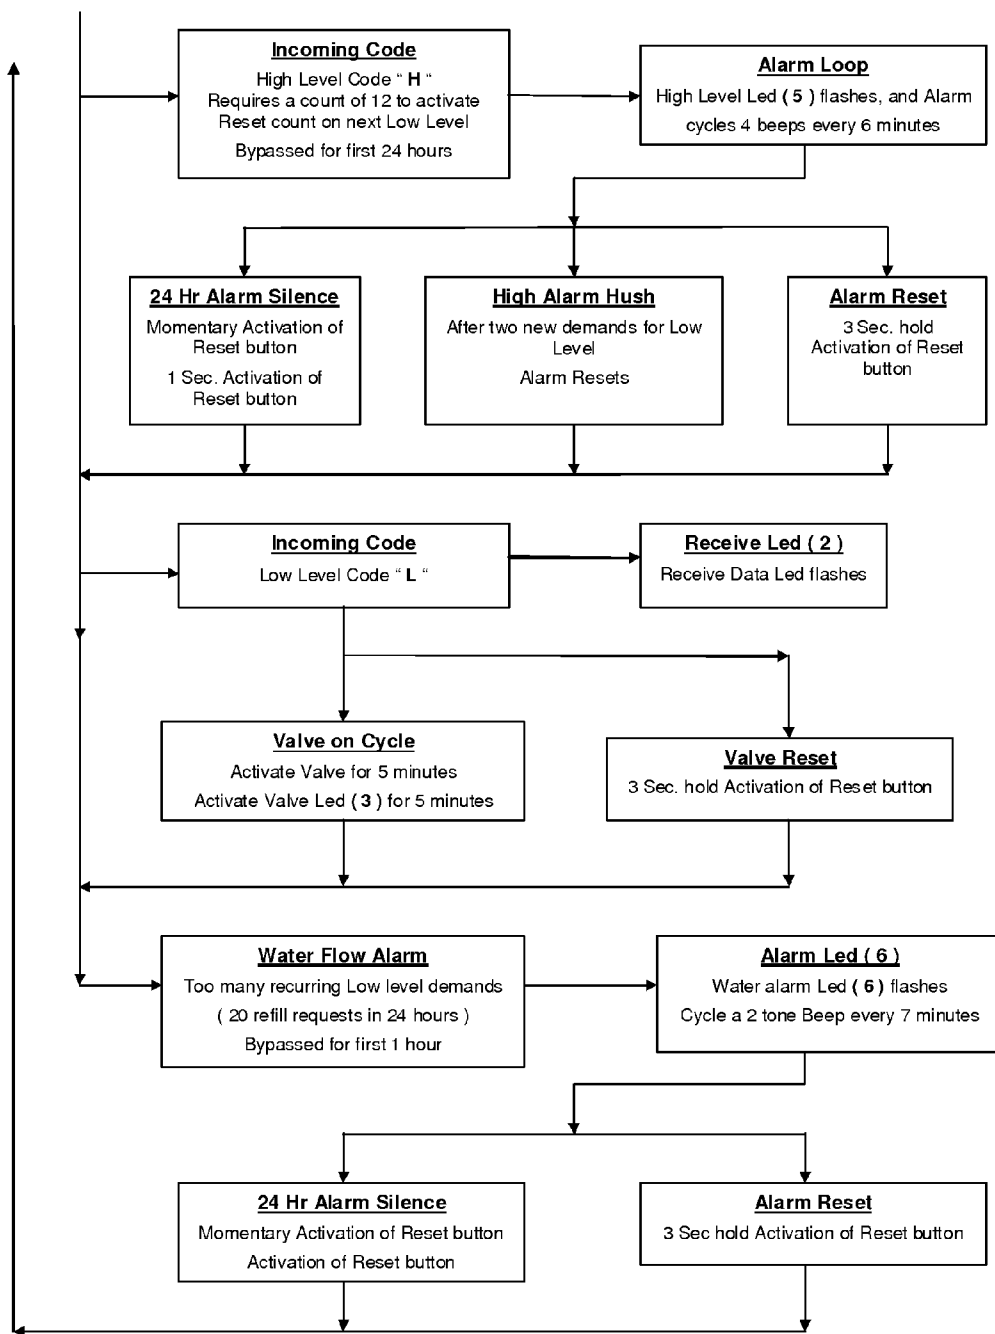 Incoming Code
High Level Code " H "
Requires a count of 12 to activate
Reset count on next Low Level
Bypassed for first 24 hours
Alarm Loop
High Level Led ( 5 ) flashes, and Alarm
cycles 4 beeps every 6 minutes
24 Hr Alarm Silence
Momentary Activation of
Reset button
1 Sec. Activation of
Reset button
High Alarm Hush
After two new demands for Low
Level
Alarm Resets
Alarm Reset
3 Sec. hold
Activation of Reset
button
Incoming Code
Low Level Code " L "
Receive Led ( 2 )
Receive Data Led flashes
Valve on Cycle
Activate Valve for 5 minutes
Activate Valve Led ( 3 ) for 5 minutes
Valve Reset
3 Sec. hold Activation of Reset button
Water Flow Alarm
Too many recurring Low level demands
( 20 refill requests in 24 hours )
Bypassed for first 1 hour
Alarm Led ( 6 )
Water alarm Led ( 6 ) flashes
Cycle a 2 tone Beep every 7 minutes
24 Hr Alarm Silence
Momentary Activation of Reset button
Activation of Reset button
Alarm Reset
3 Sec hold Activation of Reset button